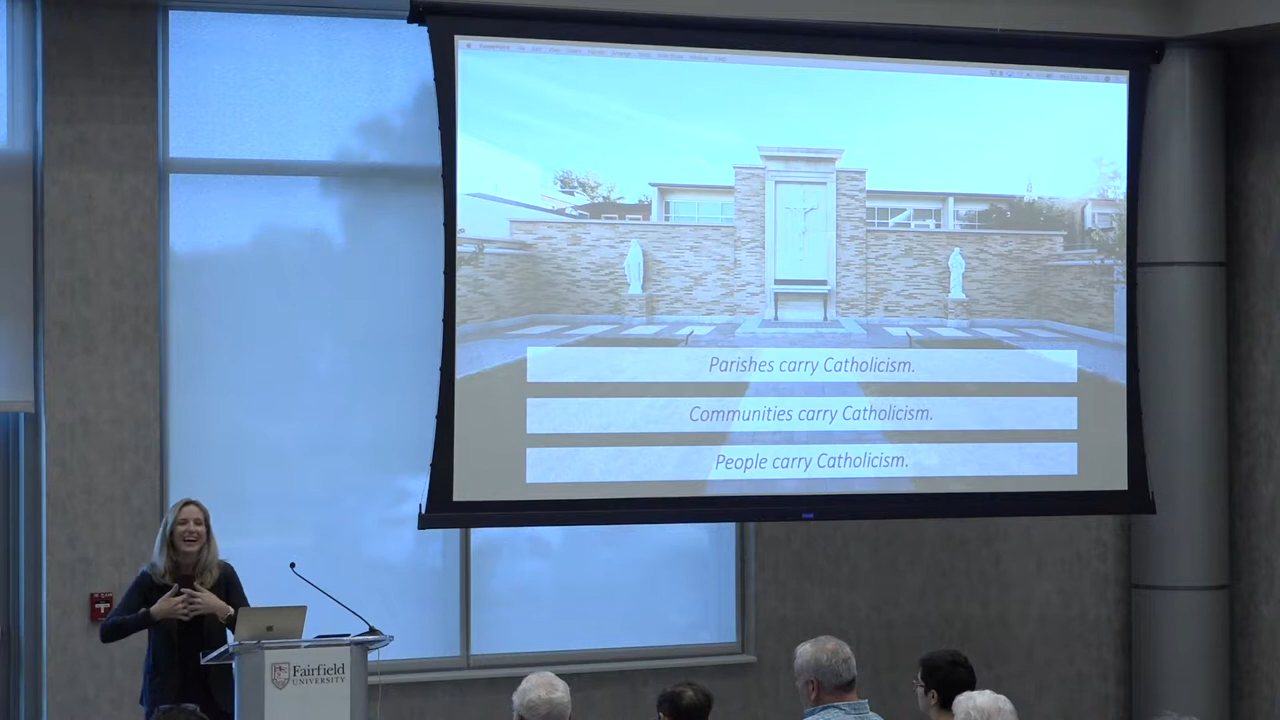 Parishes carry Catholicism.
Communities carry Catholicism.
People carry Catholicism.
Fairfield
UNIVERSITY